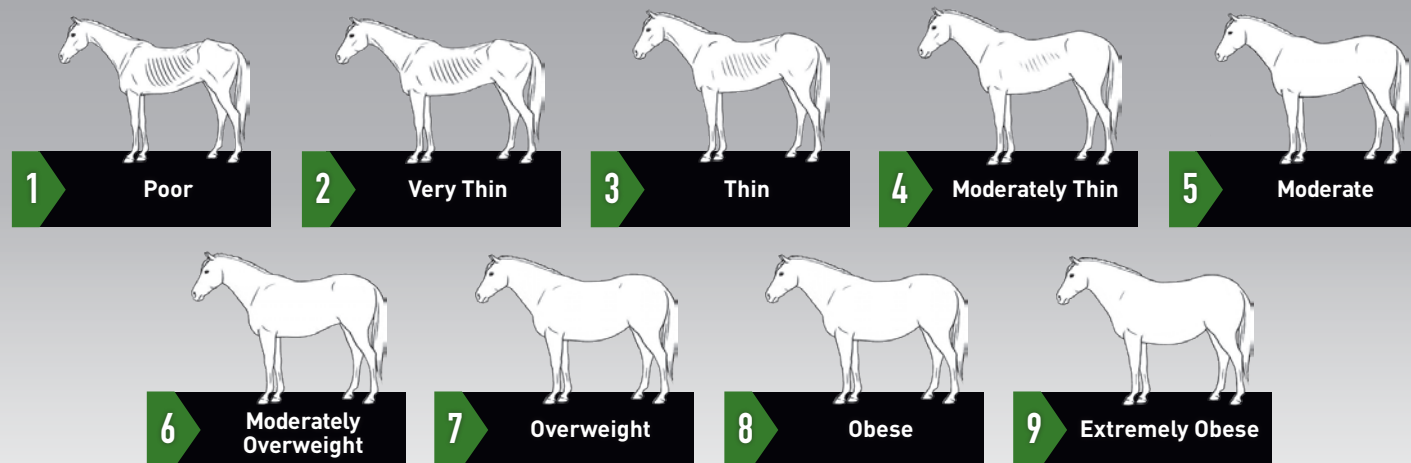 1 Poor
2 Very Thin
3 Thin
4 Moderately Thin
5 Moderate
6 Moderately
Overweight
7 Overweight
8 Obese
9 Extremely Obese